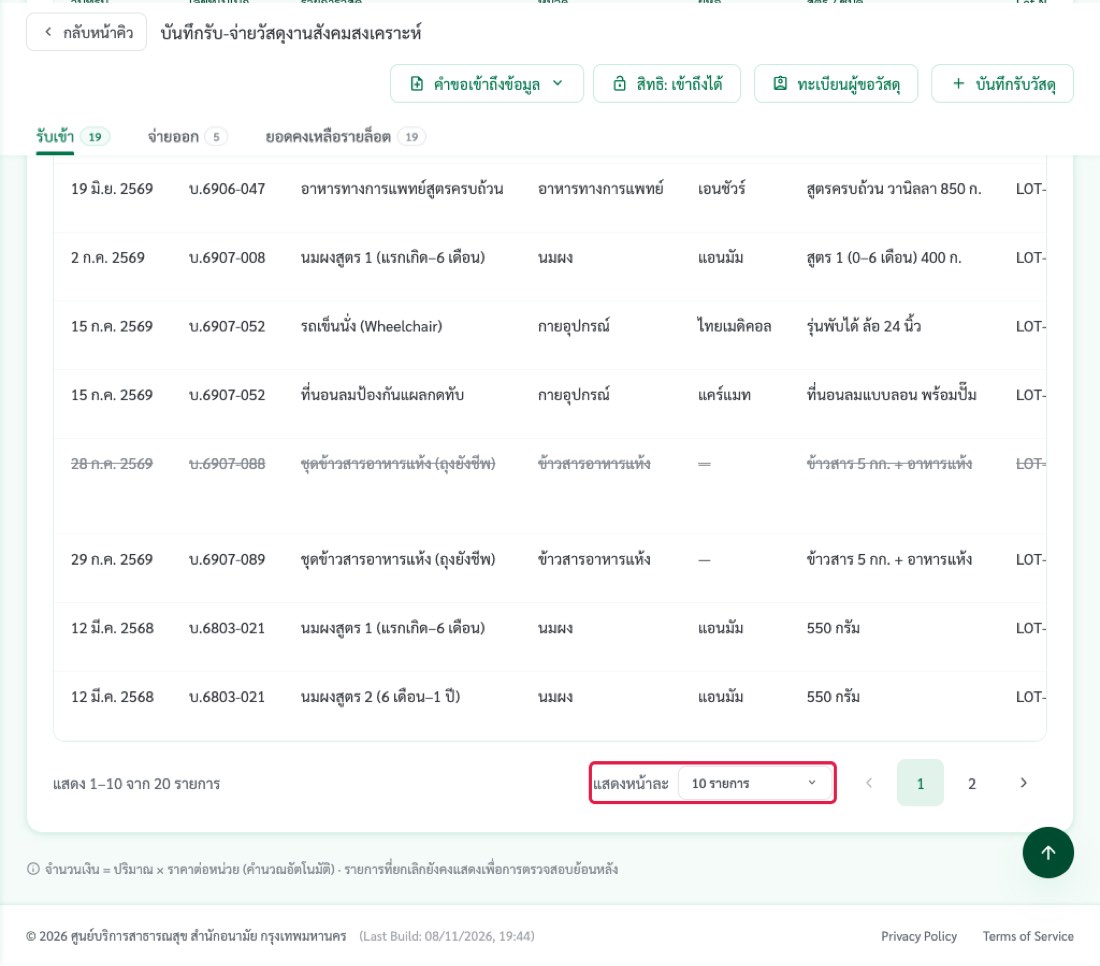 กลับหน้าคิว บันทึกรับ-จ่ายวัสดุงานสังคมสงเคราะห์
คำขอเข้าถึงข้อมูล สิทธิ: เข้าถึงได้ ทะเบียนผู้ขอวัสดุ + บันทึกรับวัสดุ
รับเข้า 19 จ่ายออก 5 ยอดคงเหลือรายล็อต 19
19 มิ.ย. 2569 บ.6906-047 อาหารทางการแพทย์สูตรครบถ้วน อาหารทางการแพทย์ เอนชัวร์ สูตรครบถ้วน วานิลลา 850 ก. LOT-
2 ก.ค. 2569 บ.6907-008 นมผงสูตร 1 (แรกเกิด–6 เดือน) นมผง แอนมัม สูตร 1 (0–6 เดือน) 400 ก. LOT-
15 ก.ค. 2569 บ.6907-052 รถเข็นนั่ง (Wheelchair) กายอุปกรณ์ ไทยเมดิคอล รุ่นพับได้ ล้อ 24 นิ้ว LOT-
15 ก.ค. 2569 บ.6907-052 ที่นอนลมป้องกันแผลกดทับ กายอุปกรณ์ แคร์แมท ที่นอนลมแบบลอน พร้อมปั๊ม LOT-
28 ก.ค. 2569 บ.6907-088 ชุดข้าวสารอาหารแห้ง (ถุงยังชีพ) ข้าวสารอาหารแห้ง — ข้าวสาร 5 กก. + อาหารแห้ง LOT-
29 ก.ค. 2569 บ.6907-089 ชุดข้าวสารอาหารแห้ง (ถุงยังชีพ) ข้าวสารอาหารแห้ง — ข้าวสาร 5 กก. + อาหารแห้ง LOT-
12 มี.ค. 2568 บ.6803-021 นมผงสูตร 1 (แรกเกิด–6 เดือน) นมผง แอนมัม 550 กรัม LOT-
12 มี.ค. 2568 บ.6803-021 นมผงสูตร 2 (6 เดือน–1 ปี) นมผง แอนมัม 550 กรัม LOT-
แสดง 1–10 จาก 20 รายการ แสดงหน้าละ 10 รายการ 1 2
จำนวนเงิน = ปริมาณ × ราคาต่อหน่วย (คำนวณอัตโนมัติ) · รายการที่ยกเลิกยังคงแสดงเพื่อการตรวจสอบย้อนหลัง
© 2026 ศูนย์บริการสาธารณสุข สำนักอนามัย กรุงเทพมหานคร (Last Build: 08/11/2026, 19:44) Privacy Policy Terms of Service